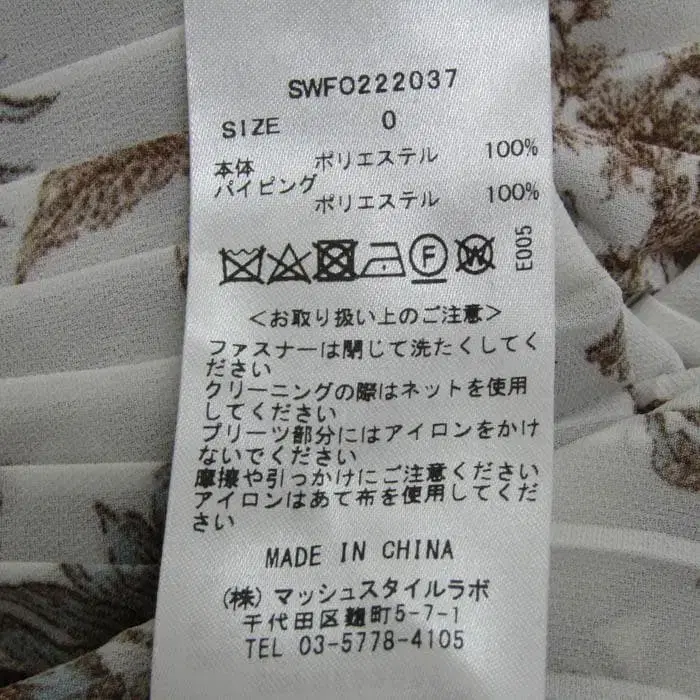 SWFO222037
SIZE 0
本体 ポリエステル 100%
パイピング
ポリエステル 100%
F W E005
<お取り扱い上のご注意>
ファスナーは閉じて洗たくしてく
ださい
クリーニングの際はネットを使用
してください
プリーツ部分にはアイロンをかけ
ないでください
摩擦や引っかけにご注意ください
アイロンはあて布を使用してくだ
さい
MADE IN CHINA
(株)マッシュスタイルラボ
千代田区麹町5-7-1
TEL 03-5778-4105